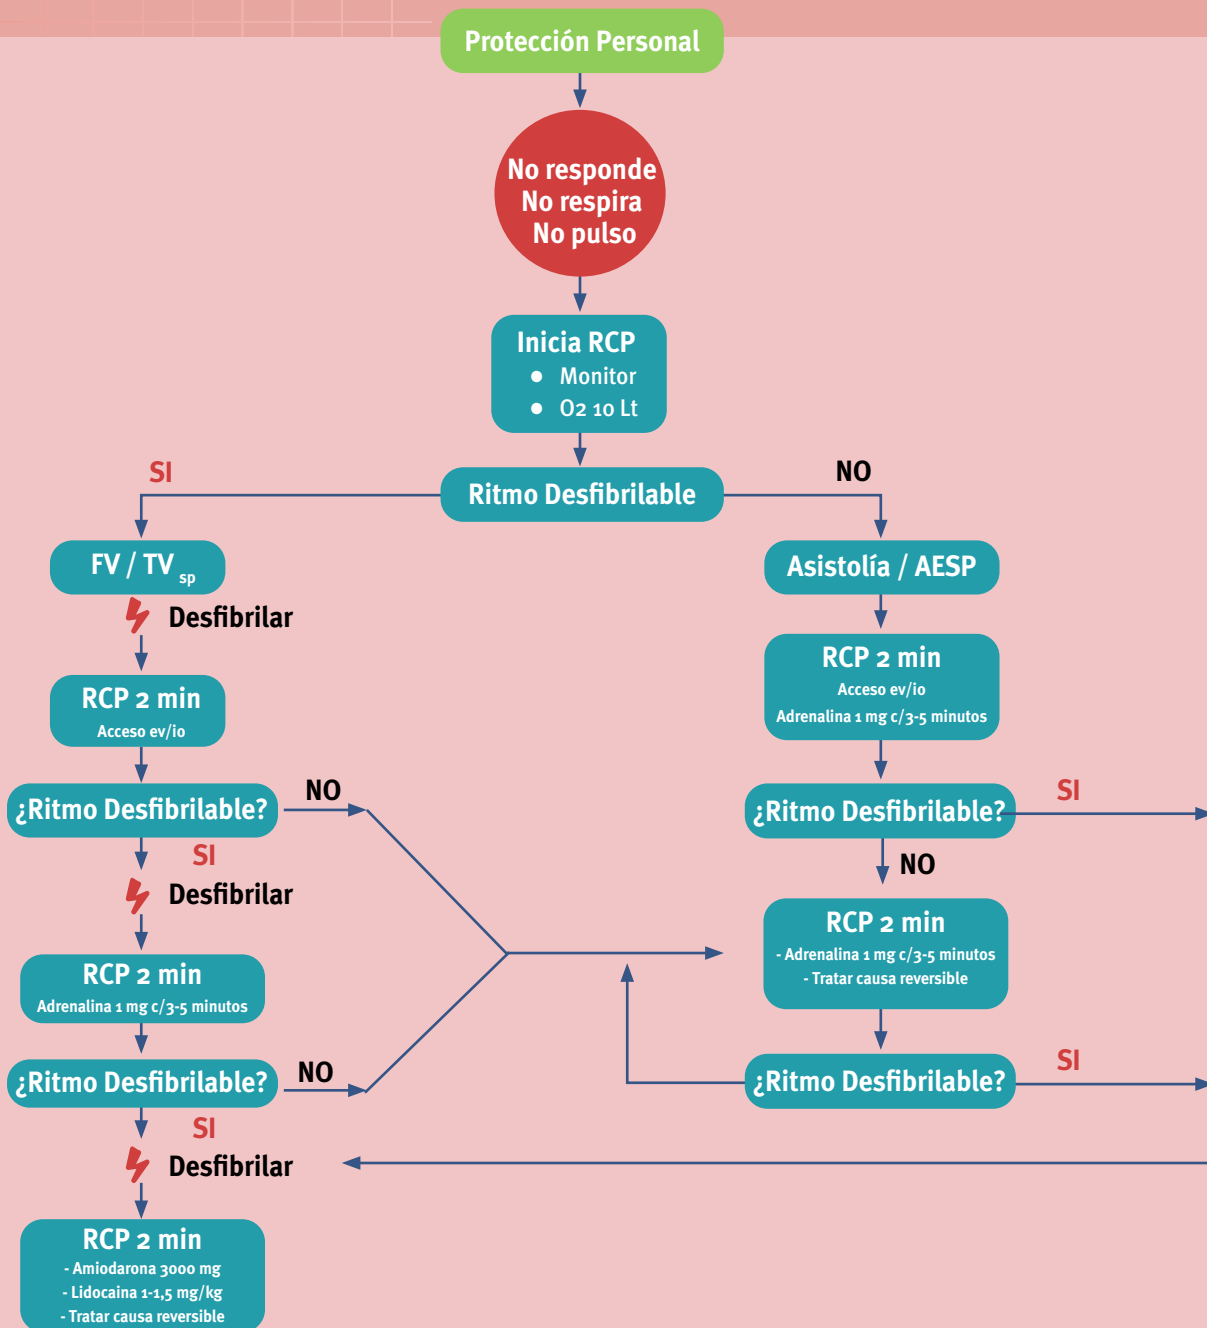 Protección Personal
No responde
No respira
No pulso
Inicia RCP
● Monitor
● O2 10 Lt
SI
Ritmo Desfibrilable
NO
FV / TV sp
Desfibrilar
RCP 2 min
Acceso ev/io
¿Ritmo Desfibrilable?
NO
SI
Desfibrilar
RCP 2 min
Adrenalina 1 mg c/3-5 minutos
¿Ritmo Desfibrilable?
NO
SI
Desfibrilar
RCP 2 min
- Amiodarona 3000 mg
- Lidocaina 1-1,5 mg/kg
- Tratar causa reversible
Asistolía / AESP
RCP 2 min
Acceso ev/io
Adrenalina 1 mg c/3-5 minutos
¿Ritmo Desfibrilable?
SI
NO
RCP 2 min
- Adrenalina 1 mg c/3-5 minutos
- Tratar causa reversible
¿Ritmo Desfibrilable?
SI